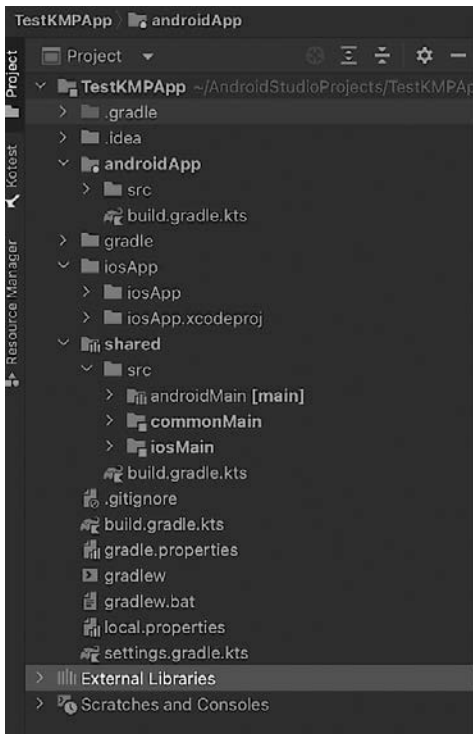 TestKMPApp androidApp
Project
Project
Kotest
Resource Manager
TestKMPApp ~/AndroidStudioProjects/TestKMPAp
.gradle
.idea
androidApp
src
build.gradle.kts
gradle
iosApp
iosApp
iosApp.xcodeproj
shared
src
androidMain [main]
commonMain
iosMain
build.gradle.kts
.gitignore
build.gradle.kts
gradle.properties
gradlew
gradlew.bat
local.properties
settings.gradle.kts
External Libraries
Scratches and Consoles